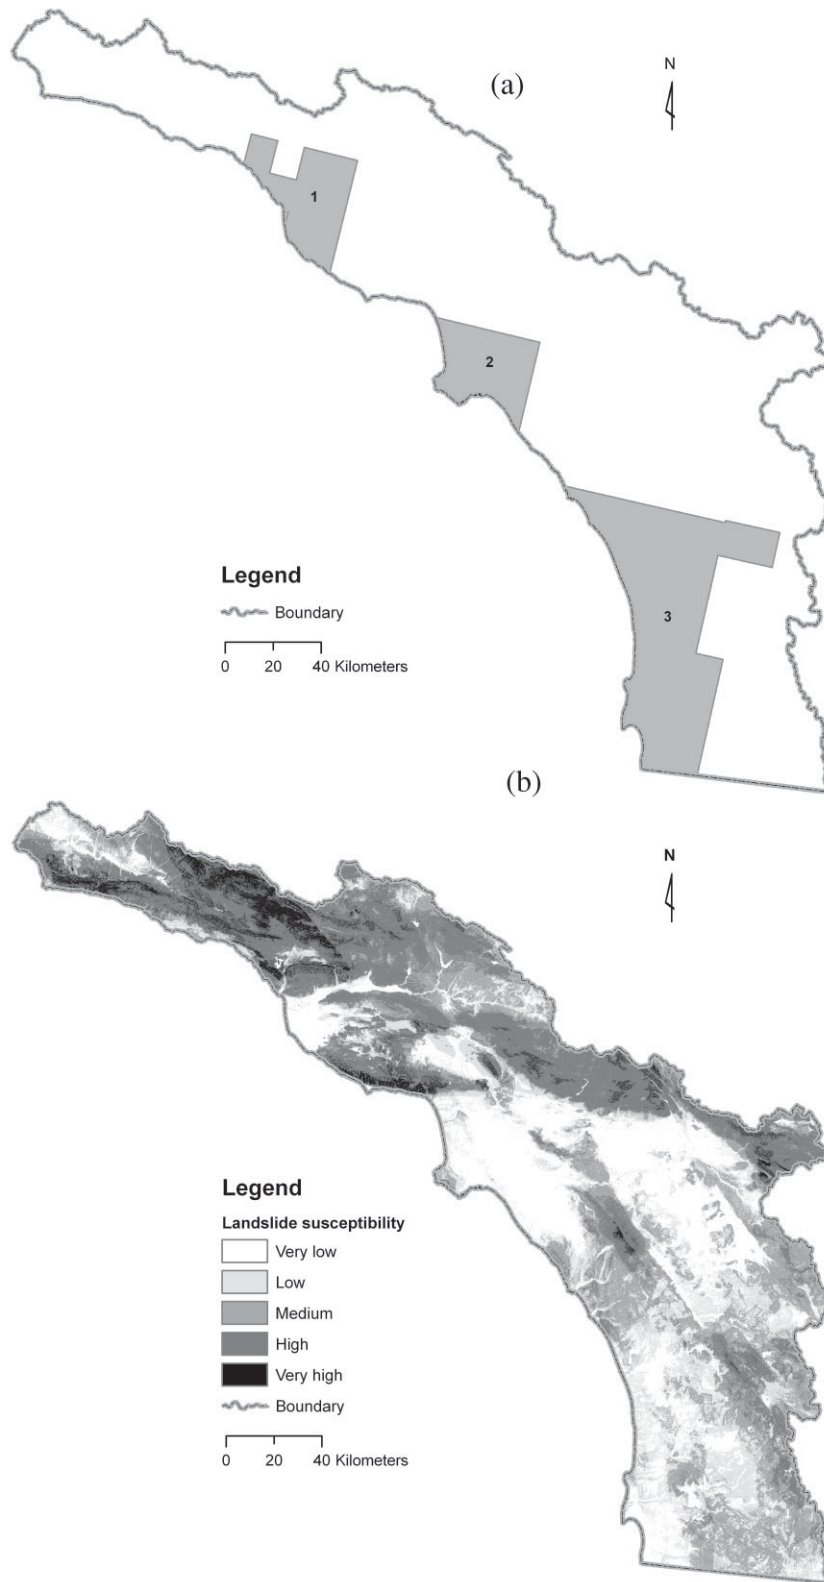 (a)
N
1
2
3
Legend
Boundary
0 20 40 Kilometers
(b)
N
Legend
Landslide susceptibility
Very low
Low
Medium
High
Very high
Boundary
0 20 40 Kilometers